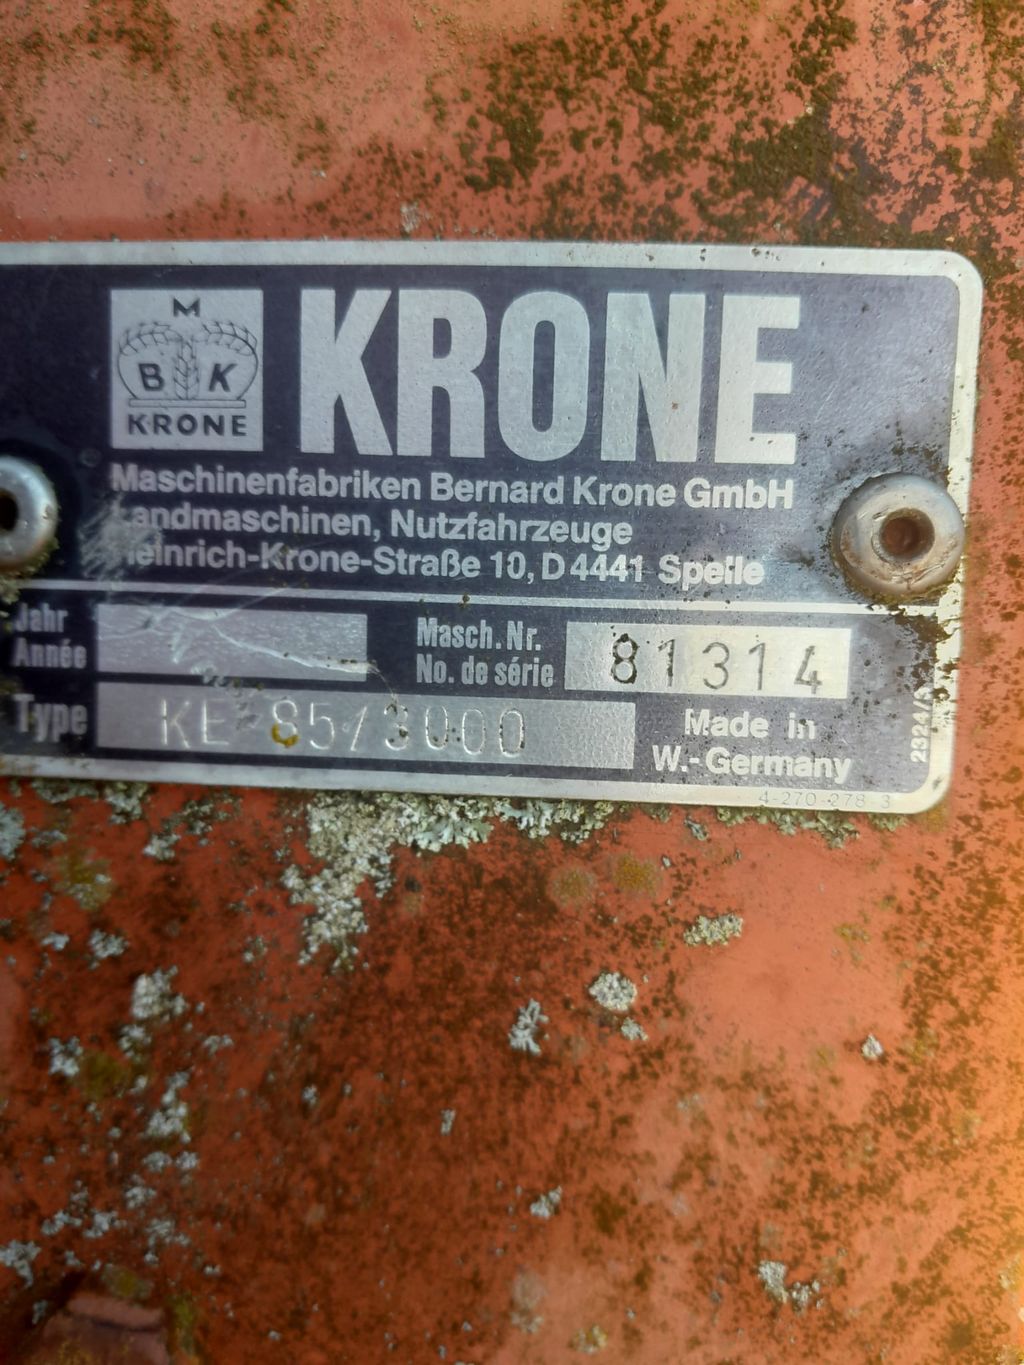 M
B K
KRONE
KRONE
Maschinenfabriken Bernard Krone GmbH
Landmaschinen, Nutzfahrzeuge
Heinrich-Krone-Straße 10, D 4441 Spelle
Jahr
Année
Masch. Nr.
No. de série
81314
Type
KE 85/3000
Made in
W.-Germany
4-270-278-3